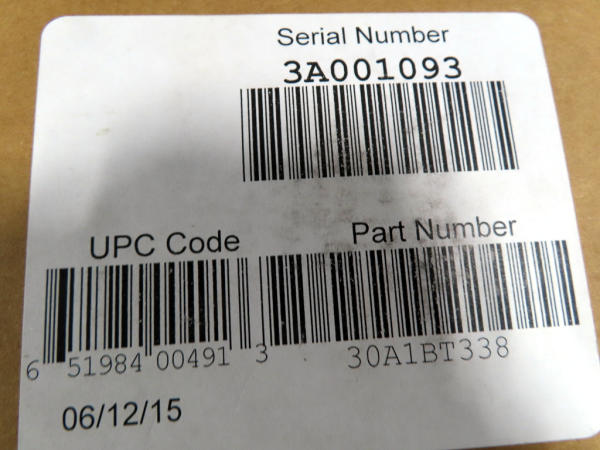 Serial Number
3A001093
UPC Code
Part Number
6 51984 00491 3
30A1BT338
06/12/15